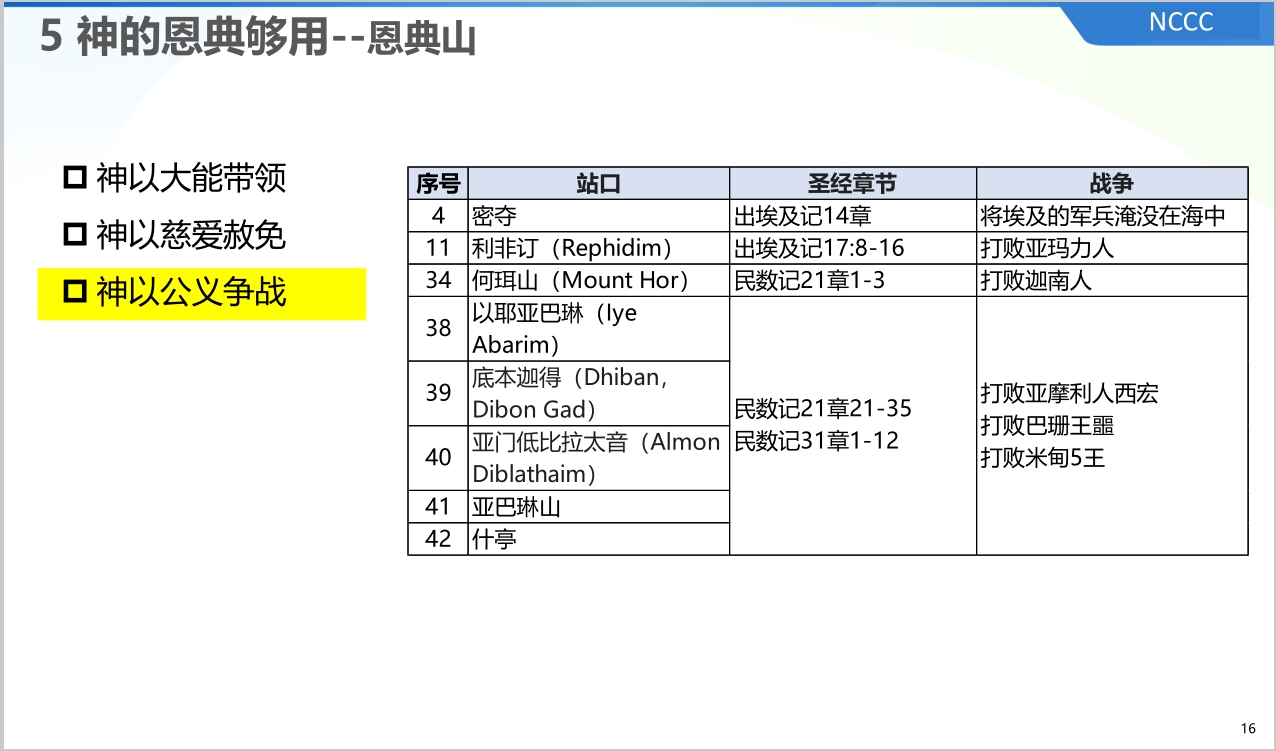 5 神的恩典够用--恩典山
NCCC
神以大能带领
神以慈爱赦免
神以公义争战
序号 站口 圣经章节 战争
4 密夺 出埃及记14章 将埃及的军兵淹没在海中
11 利非订（Rephidim） 出埃及记17:8-16 打败亚玛力人
34 何珥山（Mount Hor） 民数记21章1-3 打败迦南人
38 以耶亚巴琳（Iye
Abarim）
39 底本迦得（Dhiban,
Dibon Gad）
40 亚门低比拉太音（Almon
Diblathaim）
41 亚巴琳山
42 什亭
民数记21章21-35
民数记31章1-12
打败亚摩利人西宏
打败巴珊王噩
打败米甸5王
16